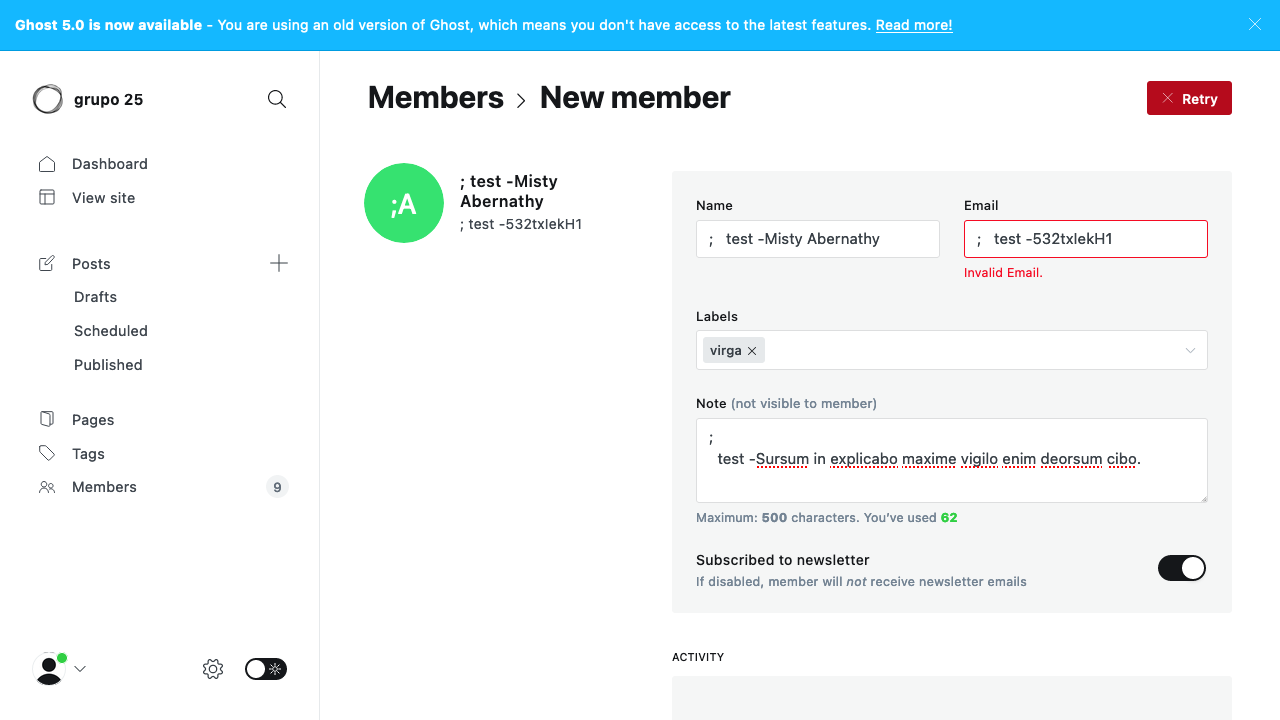 Ghost 5.0 is now available - You are using an old version of Ghost, which means you don't have access to the latest features. Read more!
grupo 25
Dashboard
View site
Posts
Drafts
Scheduled
Published
Pages
Tags
Members 9
Members > New member
Retry
;A
; test -Misty
Abernathy
; test -532txlekH1
Name
;   test -Misty Abernathy
Email
;   test -532txlekH1
Invalid Email.
Labels
virga
Note (not visible to member)
;
test -Sursum in explicabo maxime vigilo enim deorsum cibo.
Maximum: 500 characters. You’ve used 62
Subscribed to newsletter
If disabled, member will not receive newsletter emails
ACTIVITY